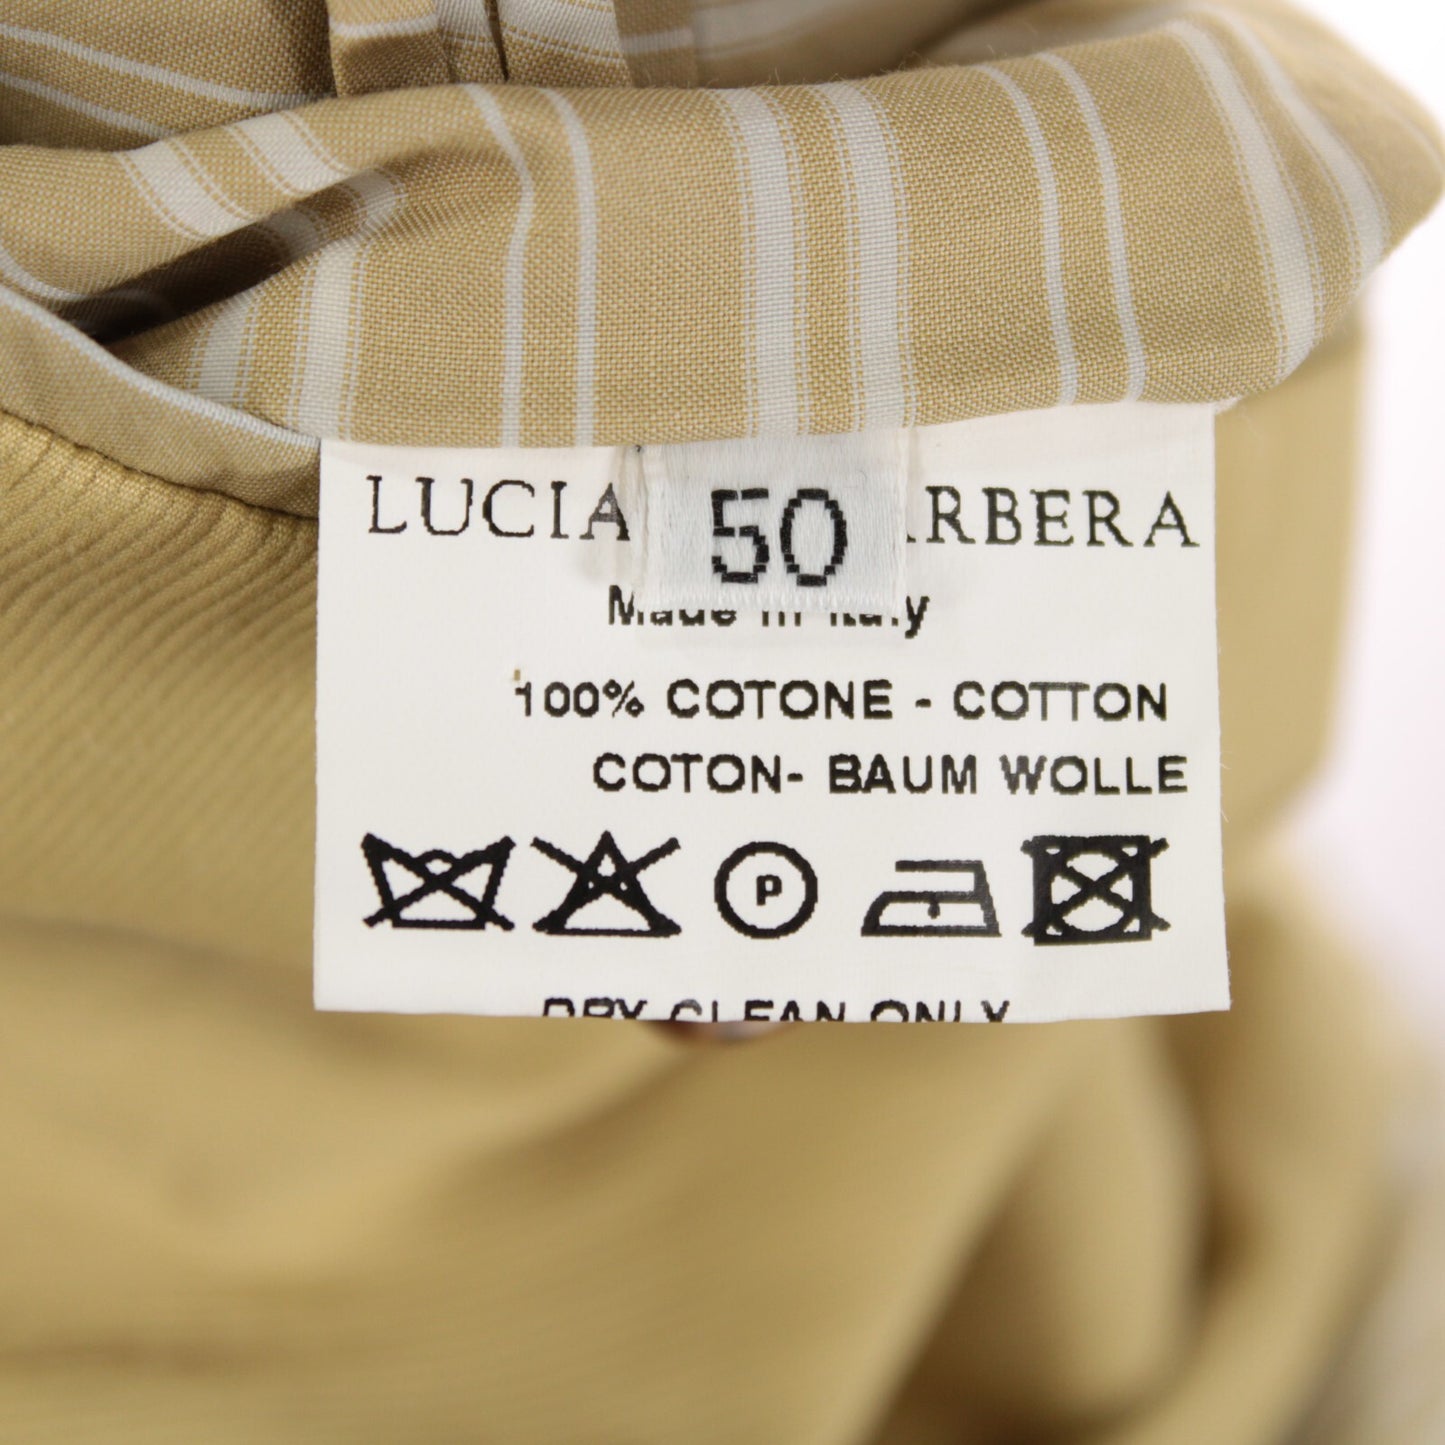 LUCIA 50 RBERA
Made in Italy
100% COTONE - COTTON
COTON- BAUM WOLLE
P
DRY CLEAN ONLY